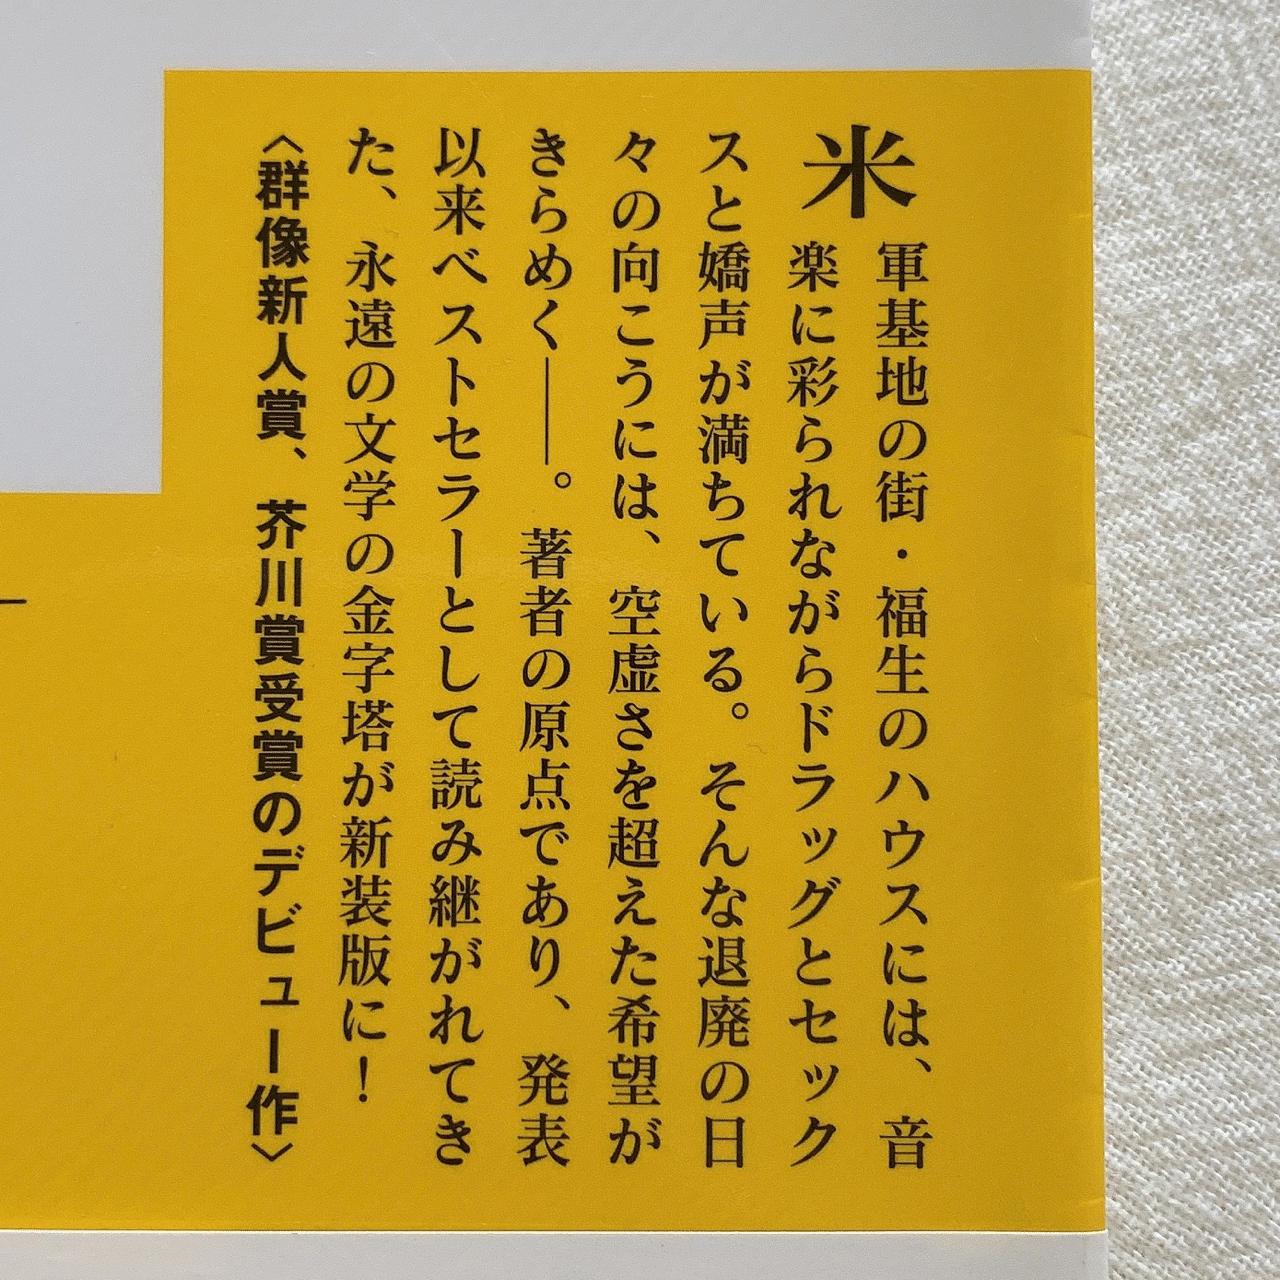 米軍基地の街・福生のハウスには、音
楽に彩られながらドラッグとセック
スと嬌声が満ちている。そんな退廃の日
々の向こうには、空虚さを超えた希望が
きらめく――。著者の原点であり、発表
以来ベストセラーとして読み継がれてき
た、永遠の文学の金字塔が新装版に！
〈群像新人賞、芥川賞受賞のデビュー作〉